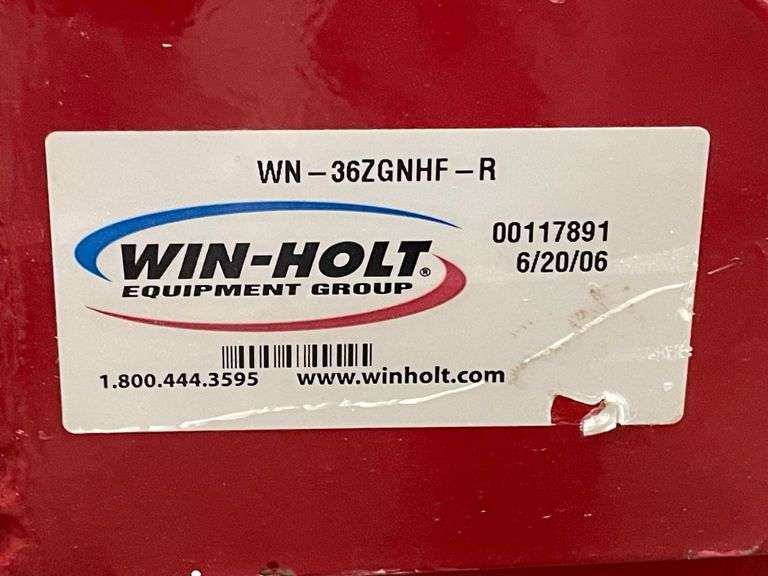 WN-36ZGNHF-R
WIN-HOLT®
EQUIPMENT GROUP
00117891
6/20/06
1.800.444.3595 www.winholt.com